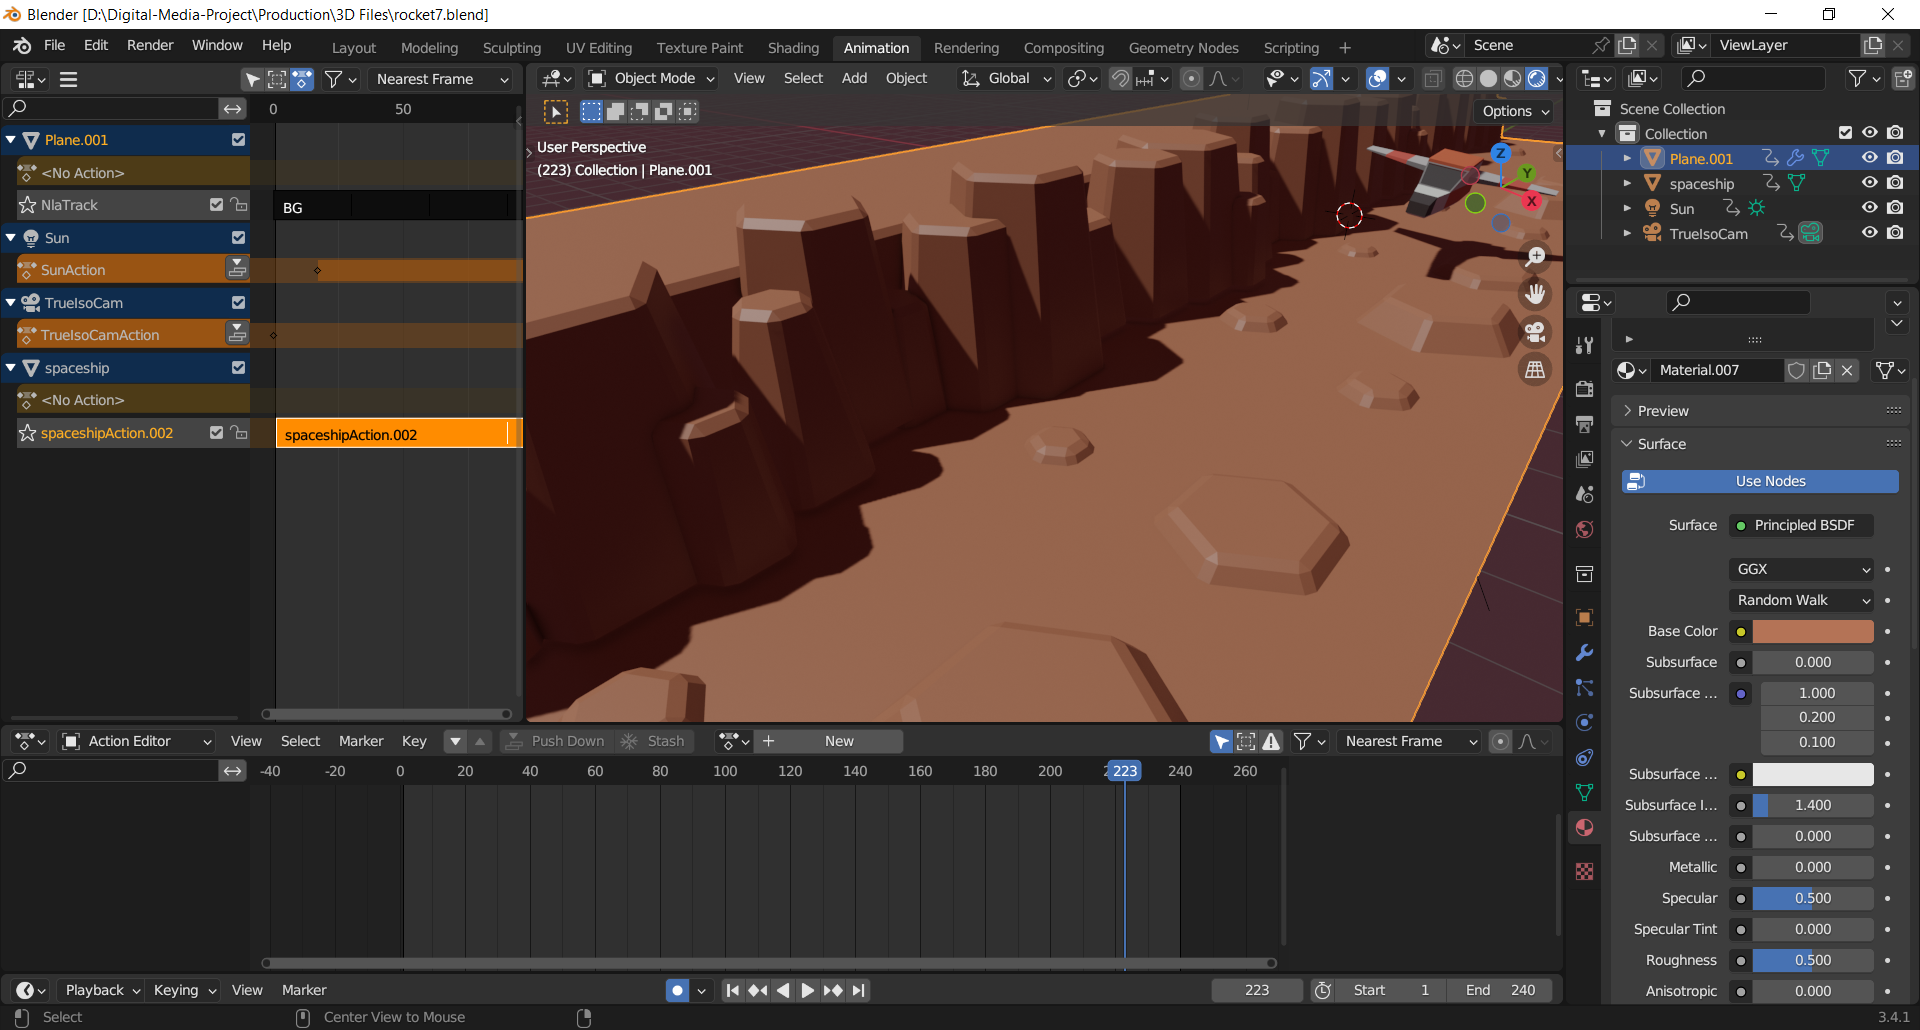 Blender [D:\Digital-Media-Project\Production\3D Files\rocket7.blend]
File Edit Render Window Help Layout Modeling Sculpting UV Editing Texture Paint Shading Animation Rendering Compositing Geometry Nodes Scripting + Scene ViewLayer
Nearest Frame Object Mode View Select Add Object Global
0 50 Options
Plane.001
<No Action>
NlaTrack BG
Sun
SunAction
TrueIsoCam
TrueIsoCamAction
spaceship
<No Action>
spaceshipAction.002 spaceshipAction.002
User Perspective
(223) Collection | Plane.001
Z
Y
X
Scene Collection
Collection
Plane.001
spaceship
Sun
TrueIsoCam
Material.007
Preview
Surface
Use Nodes
Surface Principled BSDF
GGX
Random Walk
Base Color
Subsurface 0.000
Subsurface ... 1.000
0.200
0.100
Subsurface ...
Subsurface I... 1.400
Subsurface ... 0.000
Metallic 0.000
Specular 0.500
Specular Tint 0.000
Roughness 0.500
Anisotropic 0.000
Action Editor View Select Marker Key Push Down Stash + New Nearest Frame
-40 -20 0 20 40 60 80 100 120 140 160 180 200 223 240 260
Playback Keying View Marker 223 Start 1 End 240
Select Center View to Mouse 3.4.1